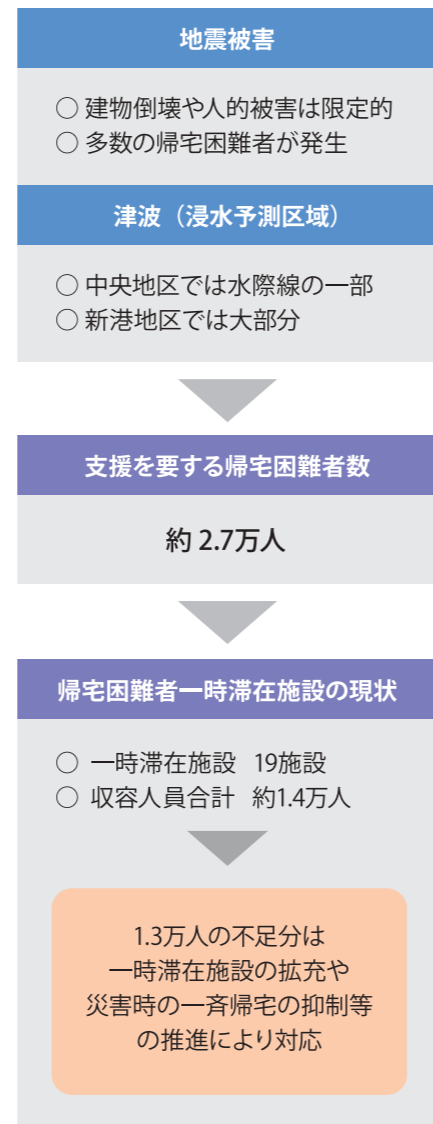 地震被害
○ 建物倒壊や人的被害は限定的
○ 多数の帰宅困難者が発生
津波（浸水予測区域）
○ 中央地区では水際線の一部
○ 新港地区では大部分
支援を要する帰宅困難者数
約 2.7万人
帰宅困難者一時滞在施設の現状
○ 一時滞在施設 19施設
○ 収容人員合計 約1.4万人
1.3万人の不足分は
一時滞在施設の拡充や
災害時の一斉帰宅の抑制等
の推進により対応